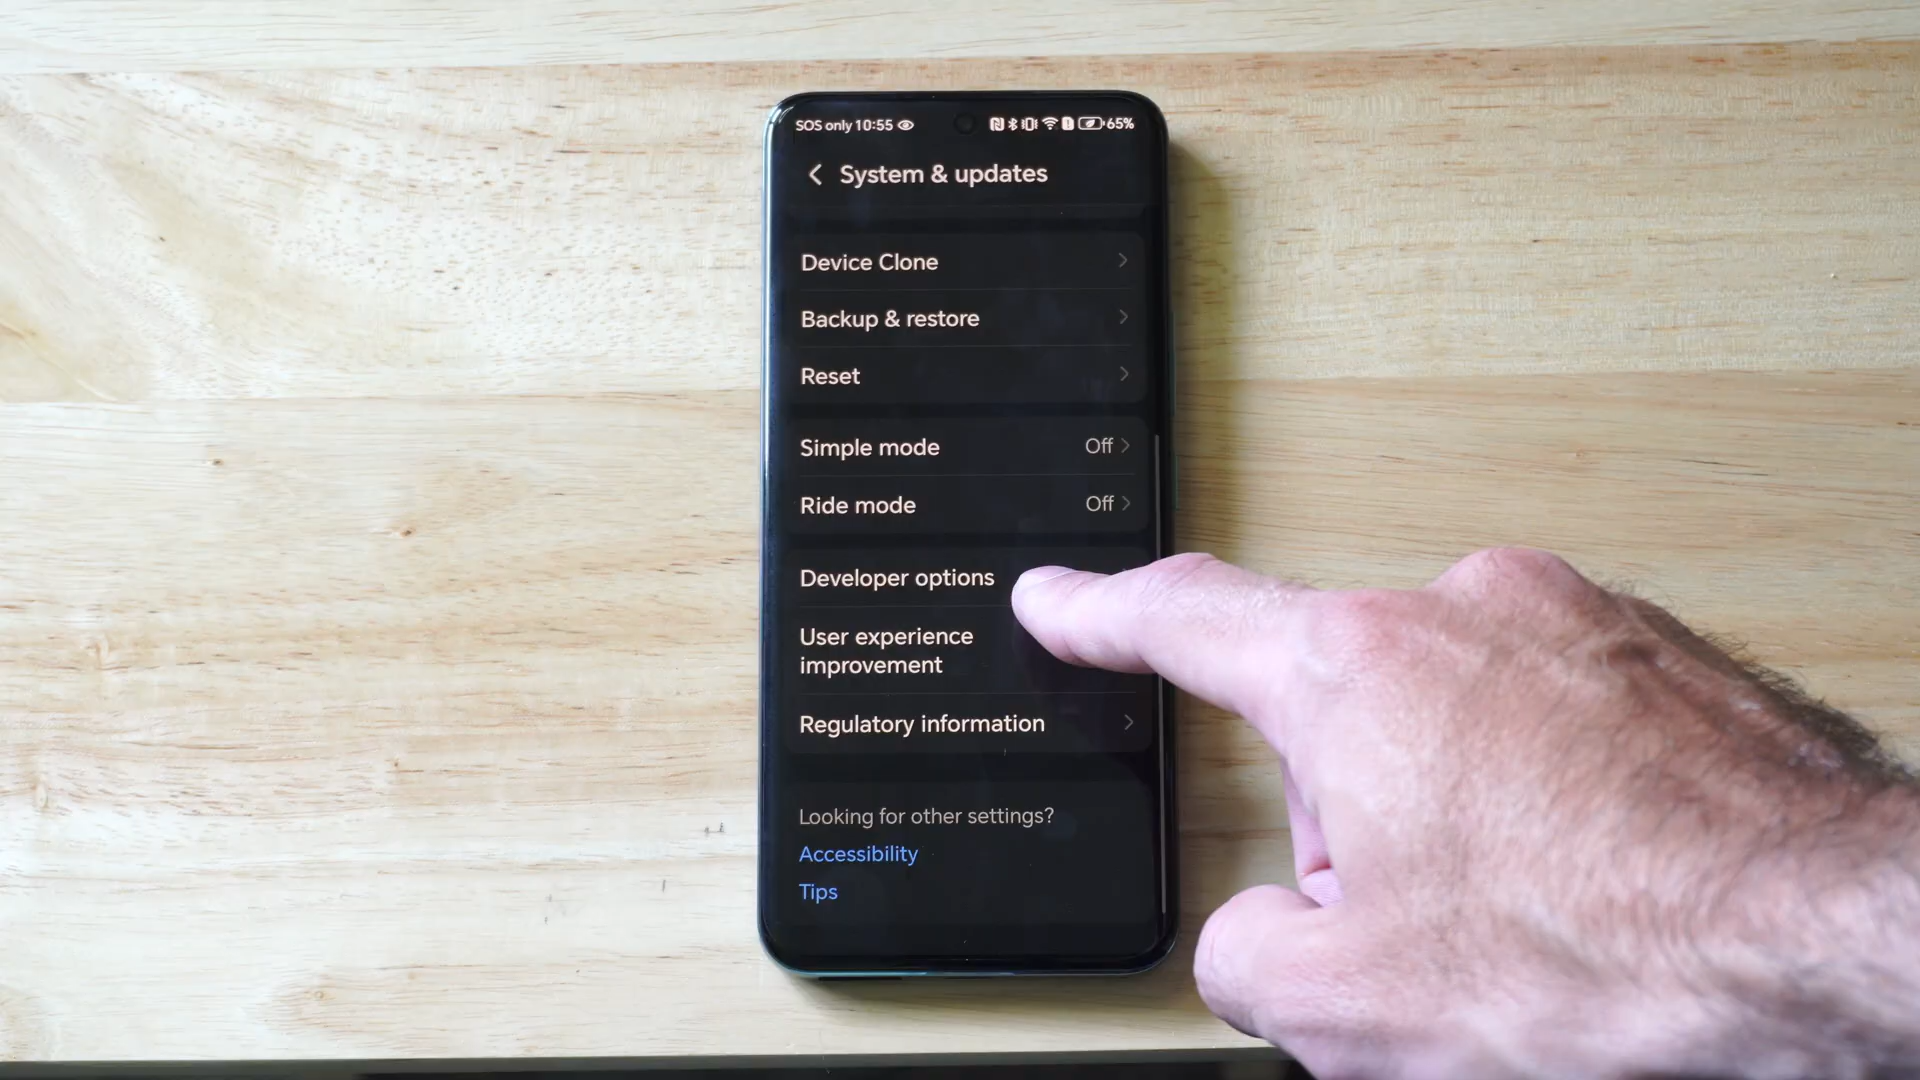 SOS only 10:55 65%
System & updates
Device Clone
Backup & restore
Reset
Simple mode Off
Ride mode Off
Developer options
User experience
improvement
Regulatory information
Looking for other settings?
Accessibility
Tips